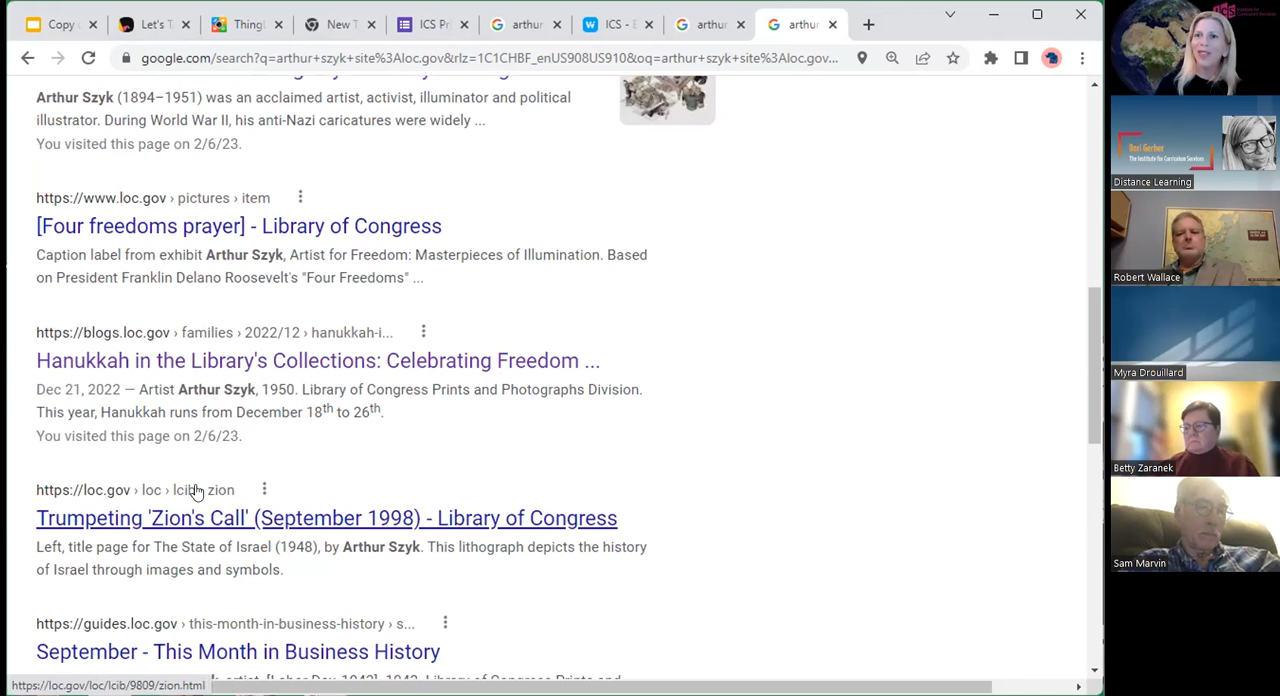 Copy
Let's T
Thingl
New T
ICS Pr
arthur
ICS - E
arthur
arthur
google.com/search?q=arthur+szyk+site%3Aloc.gov&rlz=1C1CHBF_enUS908US910&oq=arthur+szyk+site%3Aloc.gov...
Arthur Szyk (1894–1951) was an acclaimed artist, activist, illuminator and political
illustrator. During World War II, his anti-Nazi caricatures were widely ...
You visited this page on 2/6/23.
https://www.loc.gov › pictures › item
[Four freedoms prayer] - Library of Congress
Caption label from exhibit Arthur Szyk, Artist for Freedom: Masterpieces of Illumination. Based
on President Franklin Delano Roosevelt's "Four Freedoms" ...
https://blogs.loc.gov › families › 2022/12 › hanukkah-i...
Hanukkah in the Library's Collections: Celebrating Freedom ...
Dec 21, 2022 — Artist Arthur Szyk, 1950. Library of Congress Prints and Photographs Division.
This year, Hanukkah runs from December 18th to 26th.
You visited this page on 2/6/23.
https://loc.gov › loc › lcib › zion
Trumpeting 'Zion's Call' (September 1998) - Library of Congress
Left, title page for The State of Israel (1948), by Arthur Szyk. This lithograph depicts the history
of Israel through images and symbols.
https://guides.loc.gov › this-month-in-business-history › s...
September - This Month in Business History
https://loc.gov/loc/lcib/9809/zion.html
ICS
Dori Gerber
The Institute for Curriculum Services
Distance Learning
Robert Wallace
Myra Drouillard
Betty Zaranek
Sam Marvin